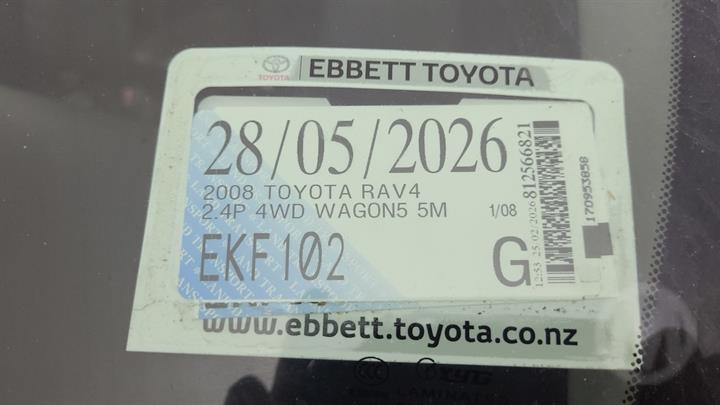 TOYOTA EBBETT TOYOTA
28/05/2026
2008 TOYOTA RAV4
2.4P 4WD WAGON5 5M 1/08
EKF102 G
12:53 25/02/2026
812566821
170953858
www.ebbett.toyota.co.nz
LAMINATED